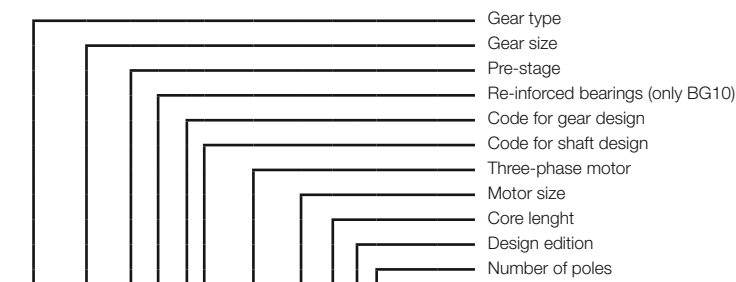 Gear type
Gear size
Pre-stage
Re-inforced bearings (only BG10)
Code for gear design
Code for shaft design
Three-phase motor
Motor size
Core lenght
Design edition
Number of poles